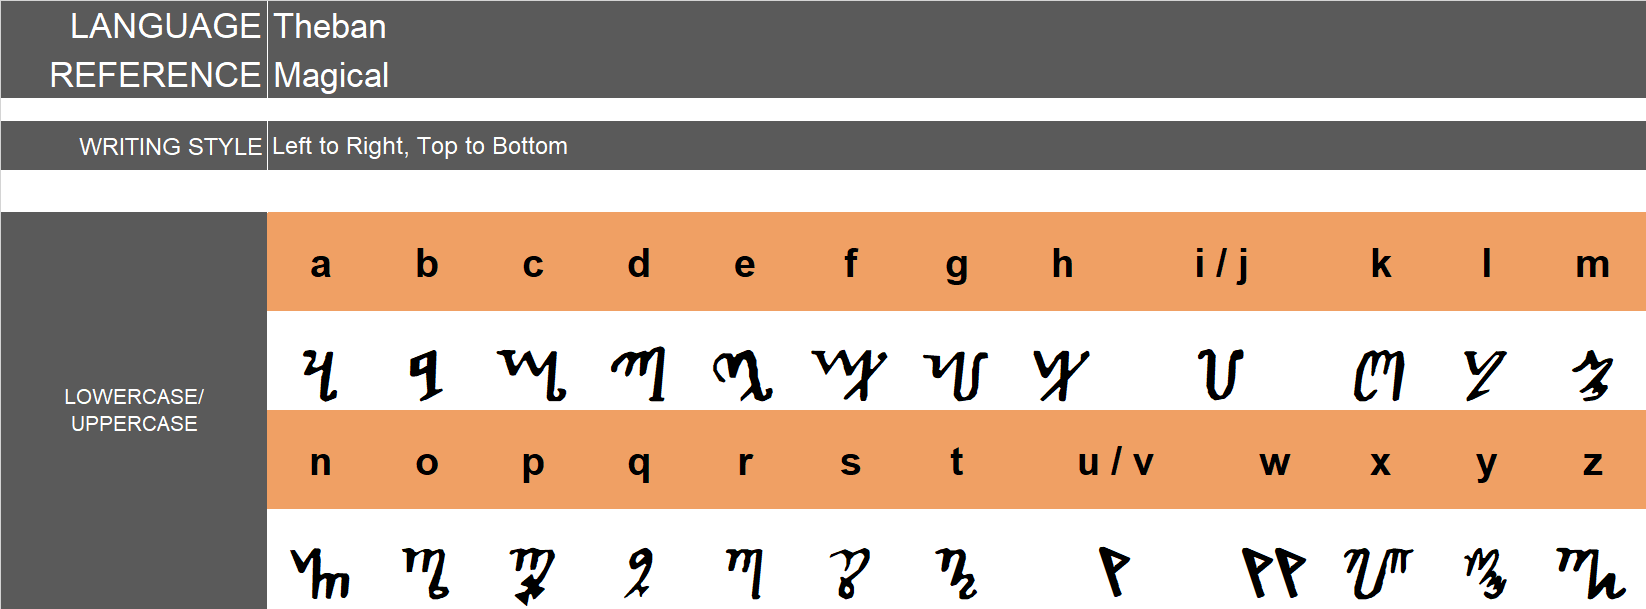 LANGUAGE Theban
REFERENCE Magical
WRITING STYLE Left to Right, Top to Bottom
a b c d e f g h i / j k l m
LOWERCASE/
UPPERCASE
n o p q r s t u / v w x y z